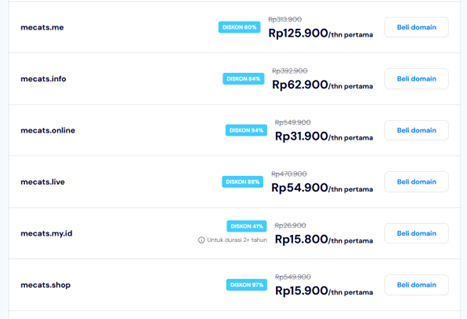 Rp313.900
mecats.me
DISKON 60%
Rp125.900/thn pertama
Beli domain
Rp392.900
mecats.info
DISKON 84%
Rp62.900/thn pertama
Beli domain
Rp549.900
mecats.online
DISKON 94%
Rp31.900/thn pertama
Beli domain
Rp470.900
mecats.live
DISKON 88%
Rp54.900/thn pertama
Beli domain
DISKON 41%
Rp26.900
mecats.my.id
Untuk durasi 2+ tahun
Rp15.800/thn pertama
Beli domain
Rp549.900
mecats.shop
DISKON 97%
Rp15.900/thn pertama
Beli domain